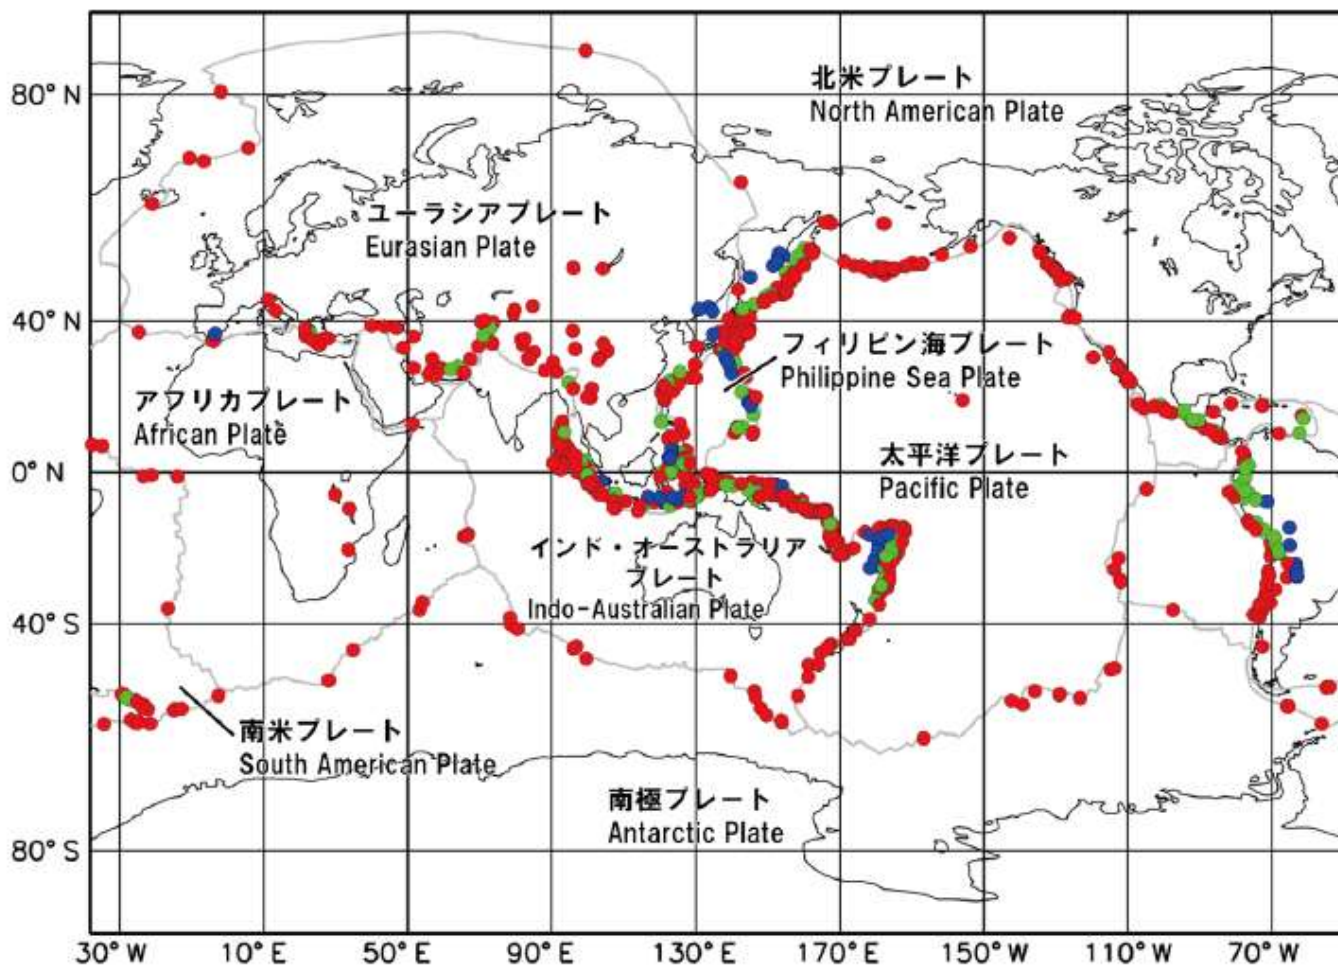 80° N
北米プレート
North American Plate
ユーラシアプレート
Eurasian Plate
40° N
フィリピン海プレート
Philippine Sea Plate
アフリカプレート
African Plate
太平洋プレート
Pacific Plate
0° N
インド・オーストラリア
プレート
Indo-Australian Plate
40° S
南米プレート
South American Plate
南極プレート
Antarctic Plate
80° S
30° W 10° E 50° E 90° E 130° E 170° E 150° W 110° W 70° W